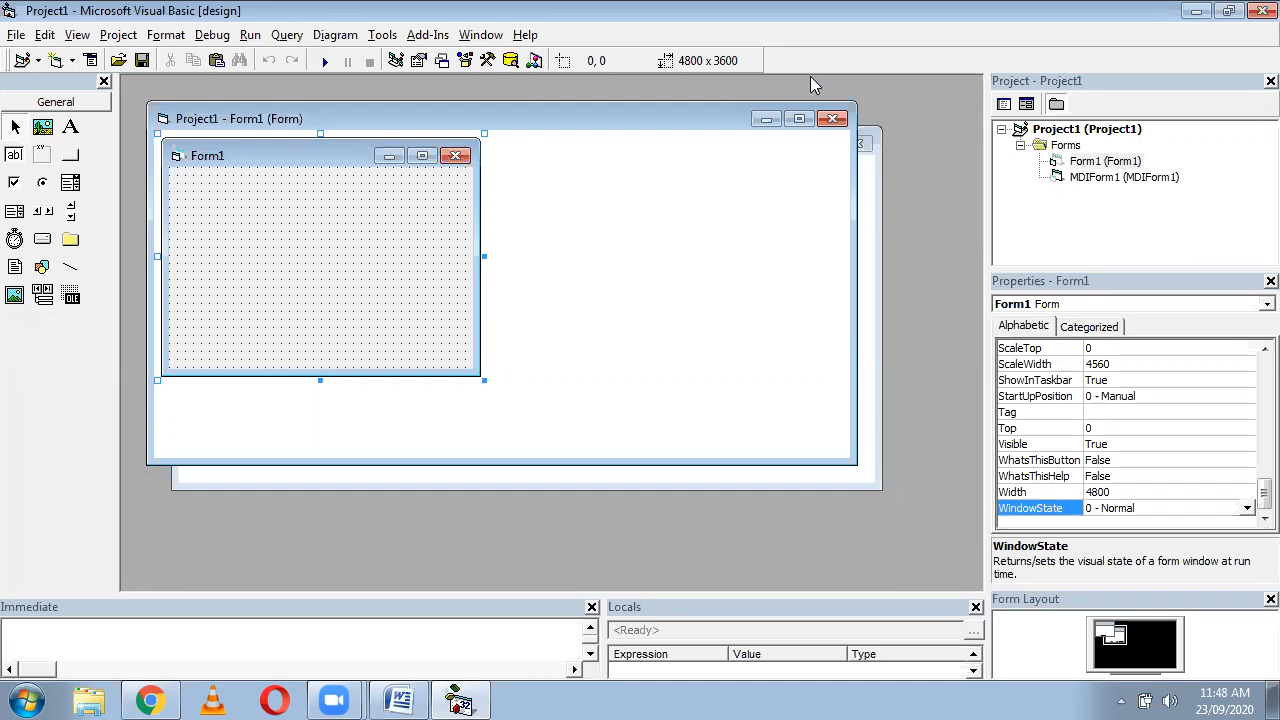 Project1 - Microsoft Visual Basic [design]
File Edit View Project Format Debug Run Query Diagram Tools Add-Ins Window Help
0, 0 4800 x 3600
General
A
ab|
OLE
Project1 - Form1 (Form)
Form1
Project - Project1
Project1 (Project1)
Forms
Form1 (Form1)
MDIForm1 (MDIForm1)
Properties - Form1
Form1 Form
Alphabetic Categorized
ScaleTop 0
ScaleWidth 4560
ShowInTaskbar True
StartUpPosition 0 - Manual
Tag
Top 0
Visible True
WhatsThisButton False
WhatsThisHelp False
Width 4800
WindowState 0 - Normal
WindowState
Returns/sets the visual state of a form window at run
time.
Form Layout
Immediate
Locals
<Ready>
...
Expression Value Type
W
32
11:48 AM
23/09/2020